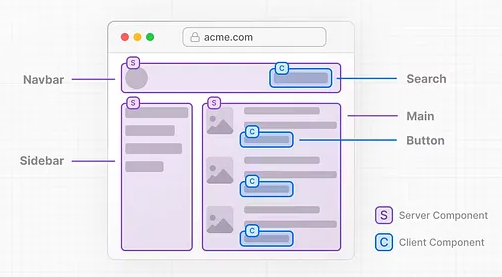 acme.com
S
Navbar
C
Search
S
S
Main
C
Button
Sidebar
C
C
S Server Component
C Client Component